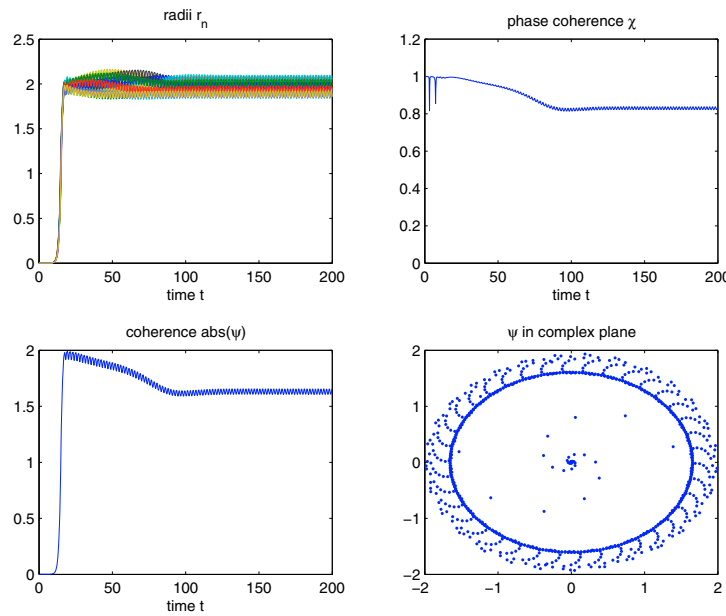 radii r_n
2.5
2
1.5
1
0.5
0
0 50 100 150 200
time t
phase coherence χ
1.2
1
0.8
0.6
0.4
0.2
0
0 50 100 150 200
time t
coherence abs(ψ)
2
1.5
1
0.5
0
0 50 100 150 200
time t
ψ in complex plane
2
1
0
−1
−2
−2 −1 0 1 2